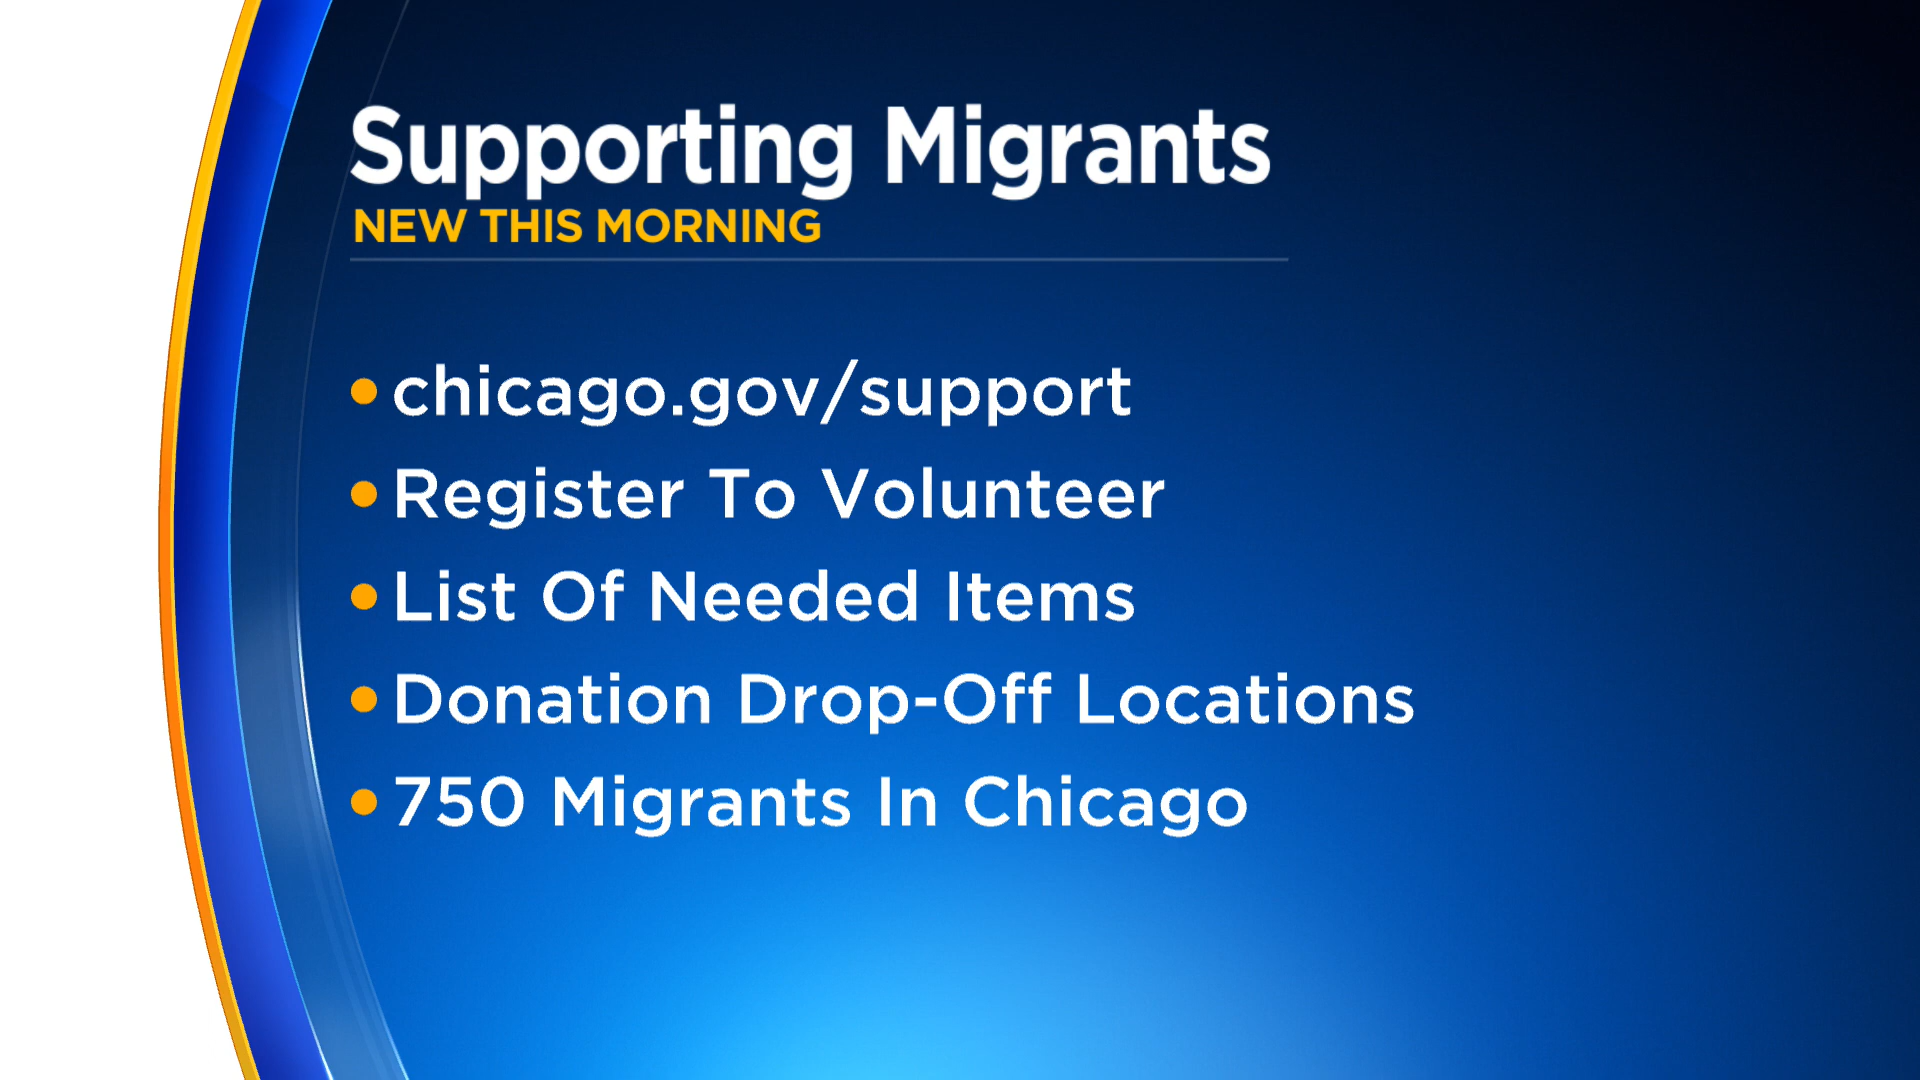 Supporting Migrants
NEW THIS MORNING
chicago.gov/support
Register To Volunteer
List Of Needed Items
Donation Drop-Off Locations
750 Migrants In Chicago